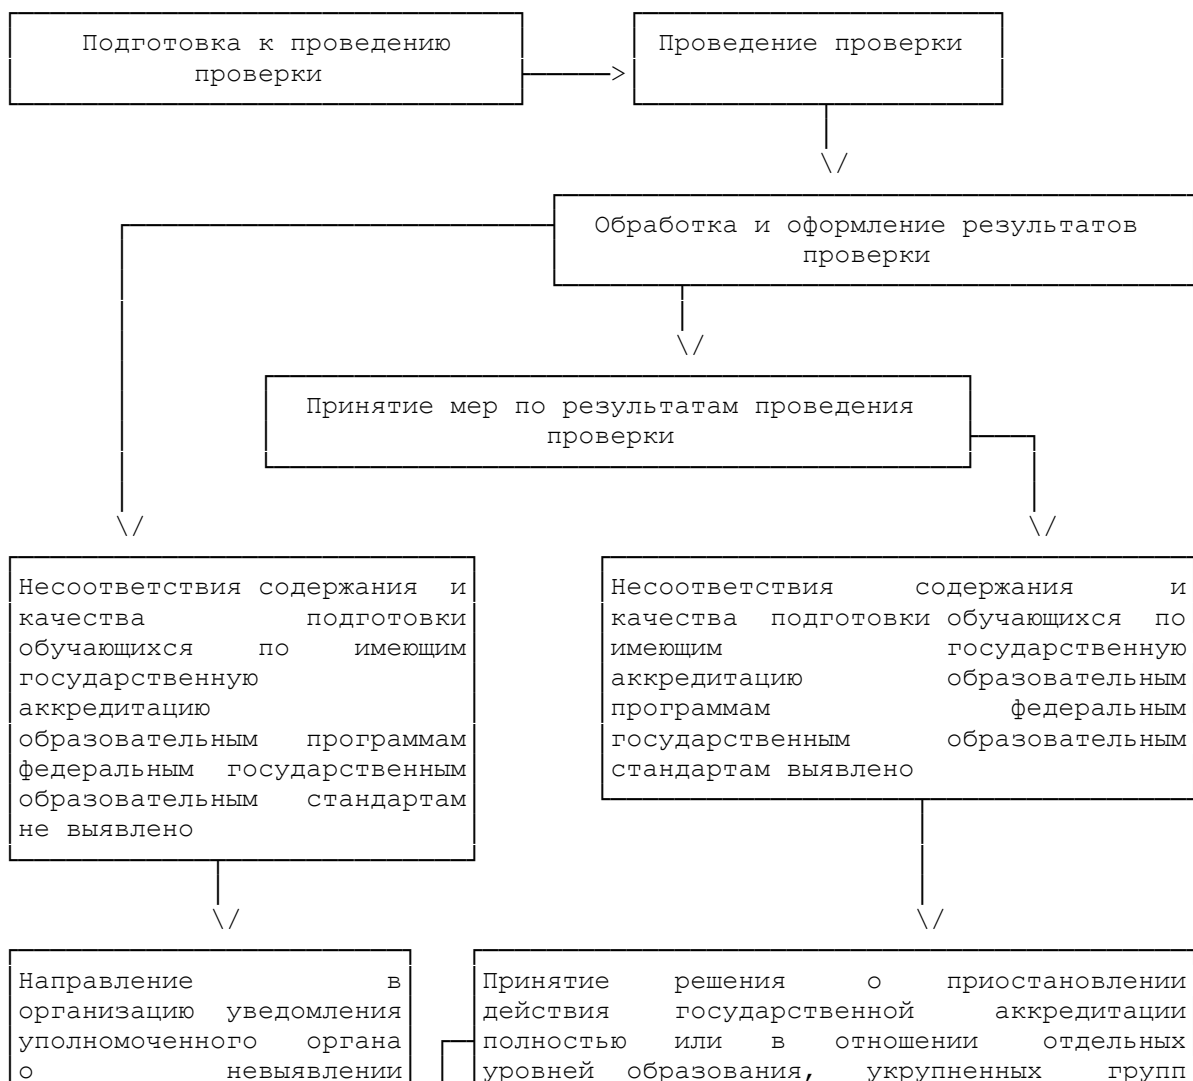 Подготовка к проведению
проверки
Проведение проверки
Обработка и оформление результатов
проверки
Принятие мер по результатам проведения
проверки
Несоответствия содержания и
качества подготовки
обучающихся по имеющим
государственную
аккредитацию
образовательным программам
федеральным государственным
образовательным стандартам
не выявлено
Несоответствия содержания и
качества подготовки обучающихся по
имеющим государственную
аккредитацию образовательным
программам федеральным
государственным образовательным
стандартам выявлено
Направление в
организацию уведомления
уполномоченного органа
о невыявлении
Принятие решения о приостановлении
действия государственной аккредитации
полностью или в отношении отдельных
уровней образования, укрупненных групп